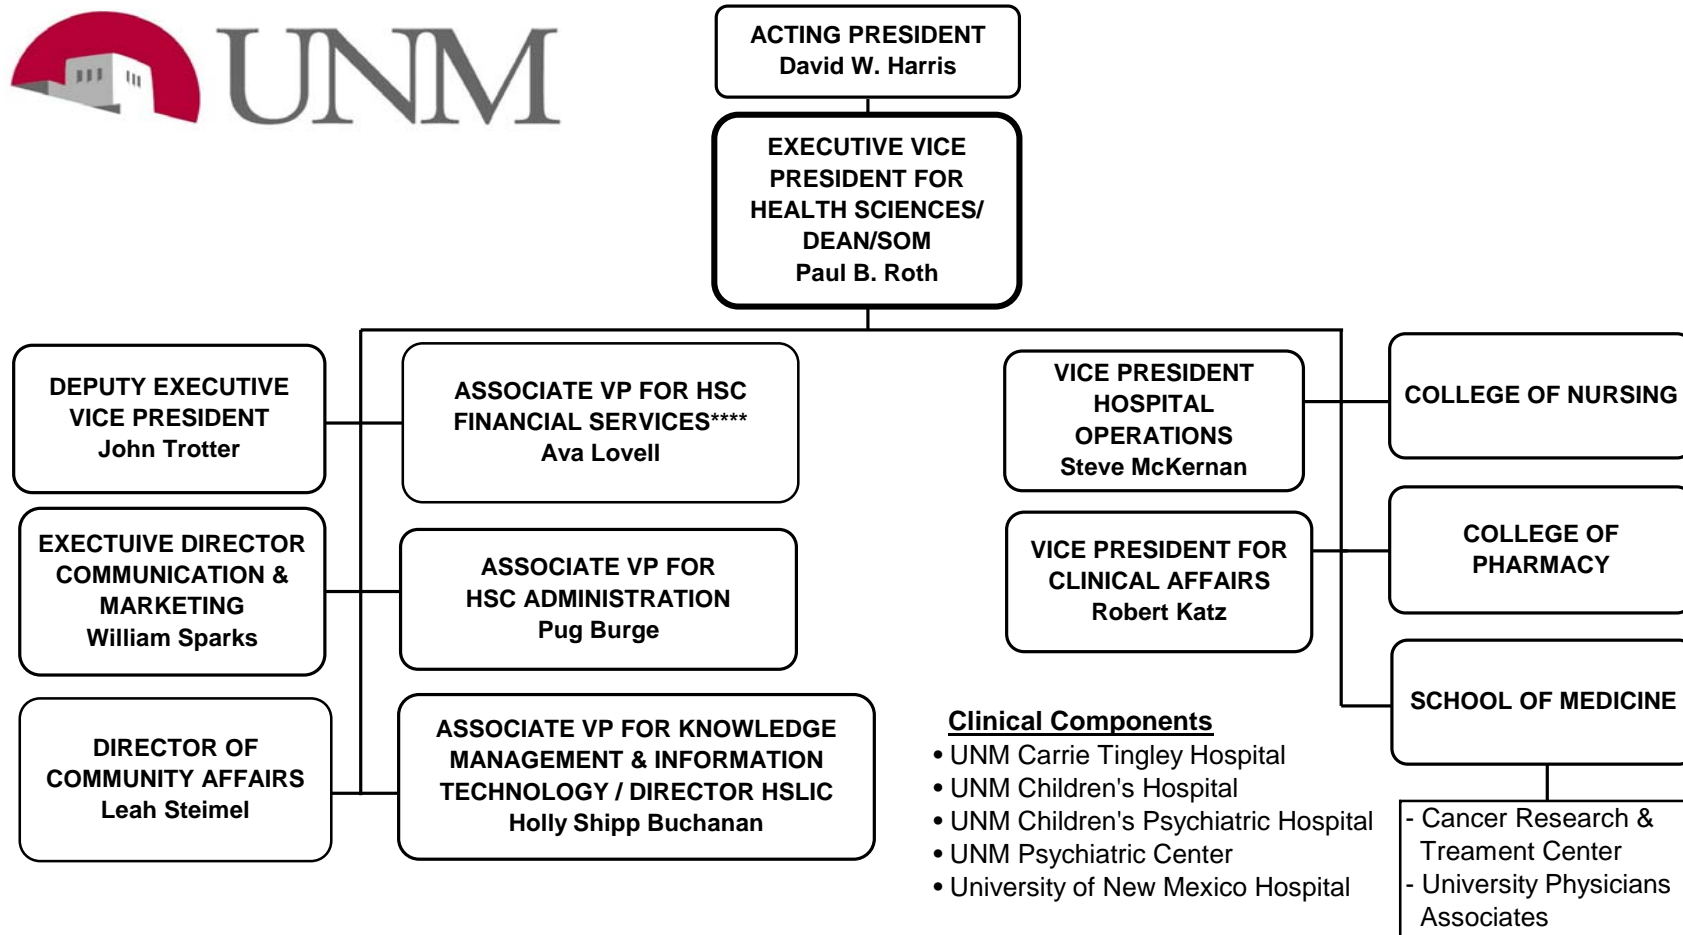 UNM
ACTING PRESIDENT
David W. Harris
EXECUTIVE VICE
PRESIDENT FOR
HEALTH SCIENCES/
DEAN/SOM
Paul B. Roth
DEPUTY EXECUTIVE
VICE PRESIDENT
John Trotter
ASSOCIATE VP FOR HSC
FINANCIAL SERVICES****
Ava Lovell
EXECTUIVE DIRECTOR
COMMUNICATION &
MARKETING
William Sparks
ASSOCIATE VP FOR
HSC ADMINISTRATION
Pug Burge
DIRECTOR OF
COMMUNITY AFFAIRS
Leah Steimel
ASSOCIATE VP FOR KNOWLEDGE
MANAGEMENT & INFORMATION
TECHNOLOGY / DIRECTOR HSLIC
Holly Shipp Buchanan
VICE PRESIDENT
HOSPITAL
OPERATIONS
Steve McKernan
COLLEGE OF NURSING
VICE PRESIDENT FOR
CLINICAL AFFAIRS
Robert Katz
COLLEGE OF
PHARMACY
SCHOOL OF MEDICINE
Clinical Components
• UNM Carrie Tingley Hospital
• UNM Children's Hospital
• UNM Children's Psychiatric Hospital
• UNM Psychiatric Center
• University of New Mexico Hospital
- Cancer Research &
Treament Center
- University Physicians
Associates